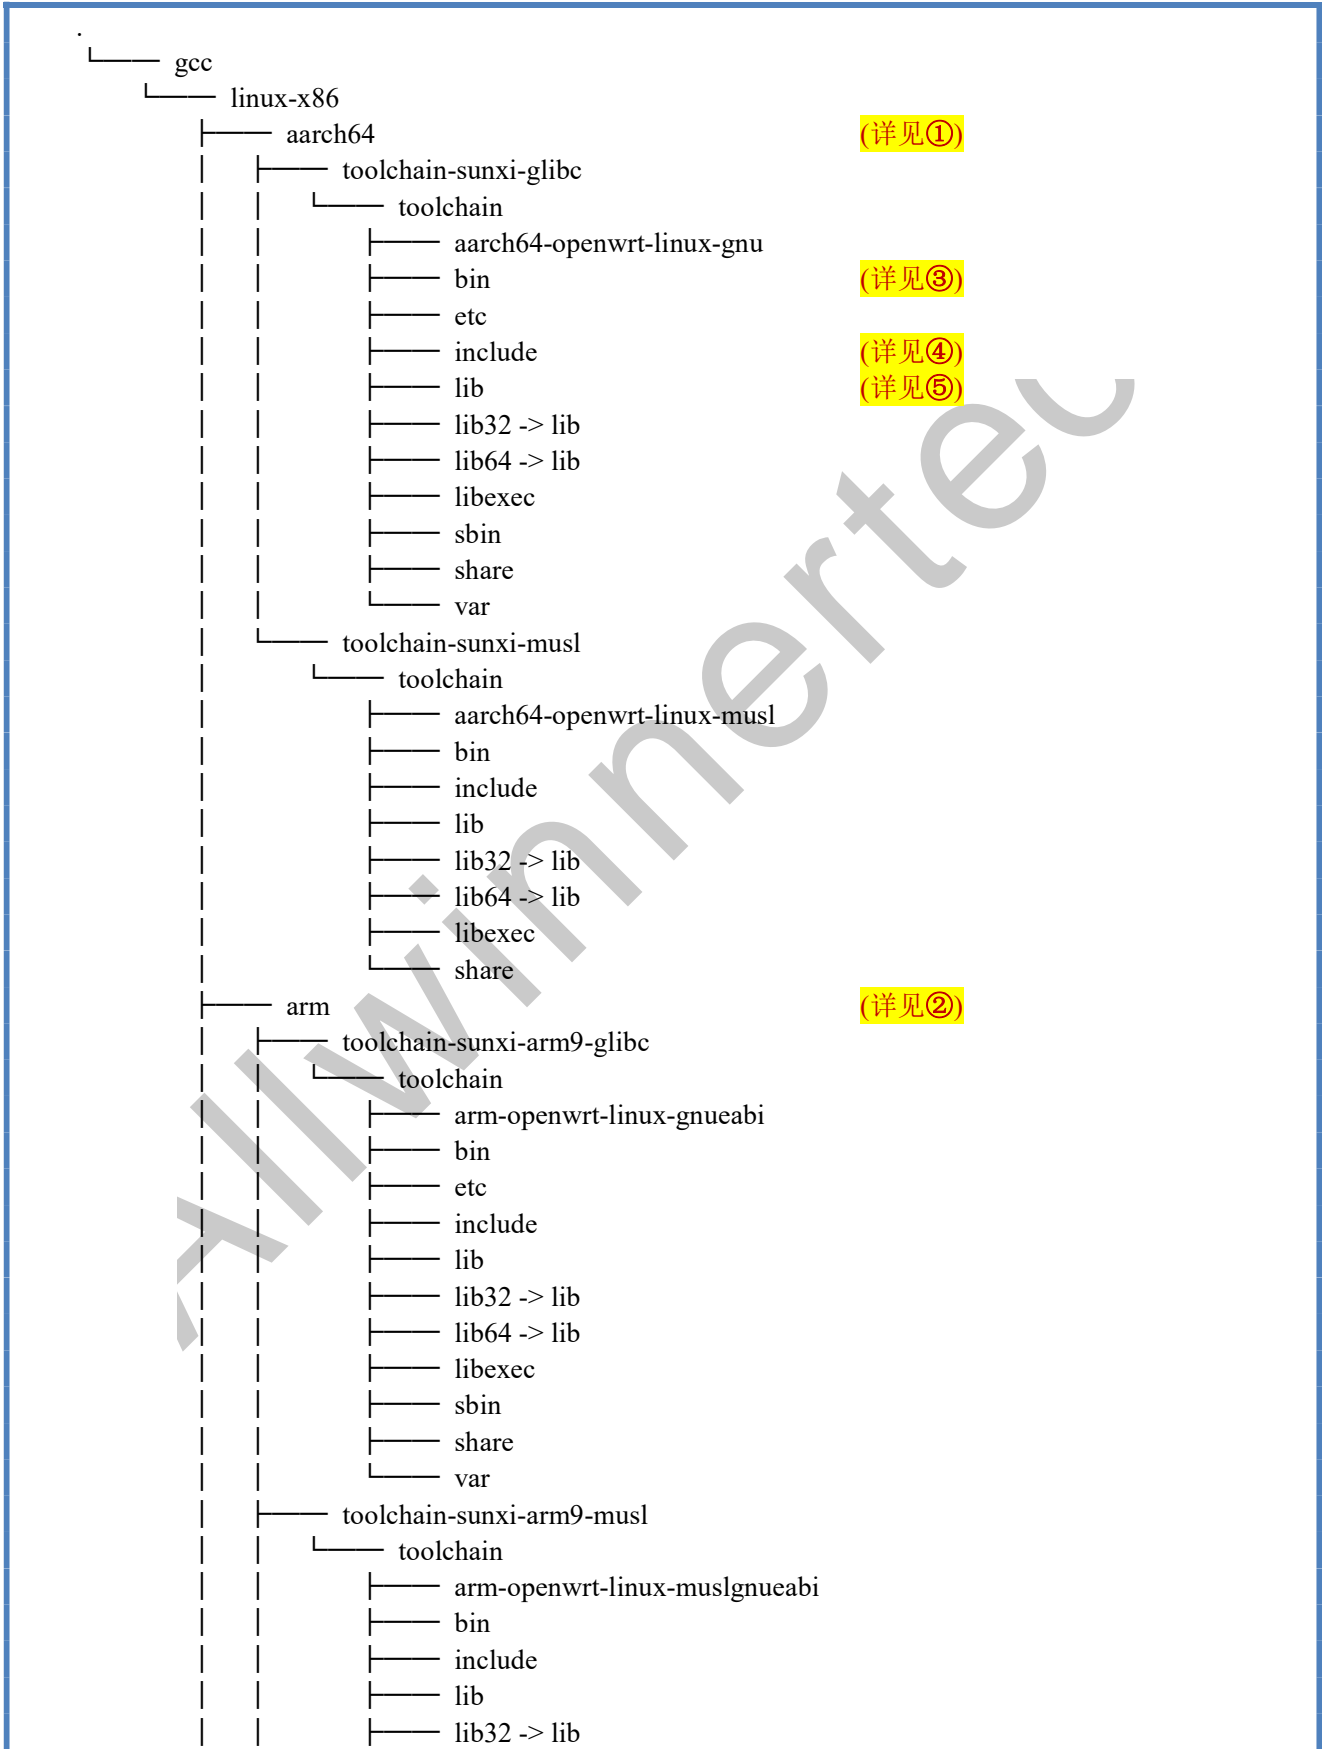 .
└── gcc
└── linux-x86
├── aarch64 (详见①)
│ ├── toolchain-sunxi-glibc
│ │ └── toolchain
│ │ ├── aarch64-openwrt-linux-gnu
│ │ ├── bin (详见③)
│ │ ├── etc
│ │ ├── include (详见④)
│ │ ├── lib (详见⑤)
│ │ ├── lib32 -> lib
│ │ ├── lib64 -> lib
│ │ ├── libexec
│ │ ├── sbin
│ │ ├── share
│ │ └── var
│ └── toolchain-sunxi-musl
│ └── toolchain
│ ├── aarch64-openwrt-linux-musl
│ ├── bin
│ ├── include
│ ├── lib
│ ├── lib32 -> lib
│ ├── lib64 -> lib
│ ├── libexec
│ └── share
├── arm (详见②)
│ ├── toolchain-sunxi-arm9-glibc
│ │ └── toolchain
│ │ ├── arm-openwrt-linux-gnueabi
│ │ ├── bin
│ │ ├── etc
│ │ ├── include
│ │ ├── lib
│ │ ├── lib32 -> lib
│ │ ├── lib64 -> lib
│ │ ├── libexec
│ │ ├── sbin
│ │ ├── share
│ │ └── var
│ ├── toolchain-sunxi-arm9-musl
│ │ └── toolchain
│ │ ├── arm-openwrt-linux-muslgnueabi
│ │ ├── bin
│ │ ├── include
│ │ ├── lib
│ │ ├── lib32 -> lib
Allwinnertec